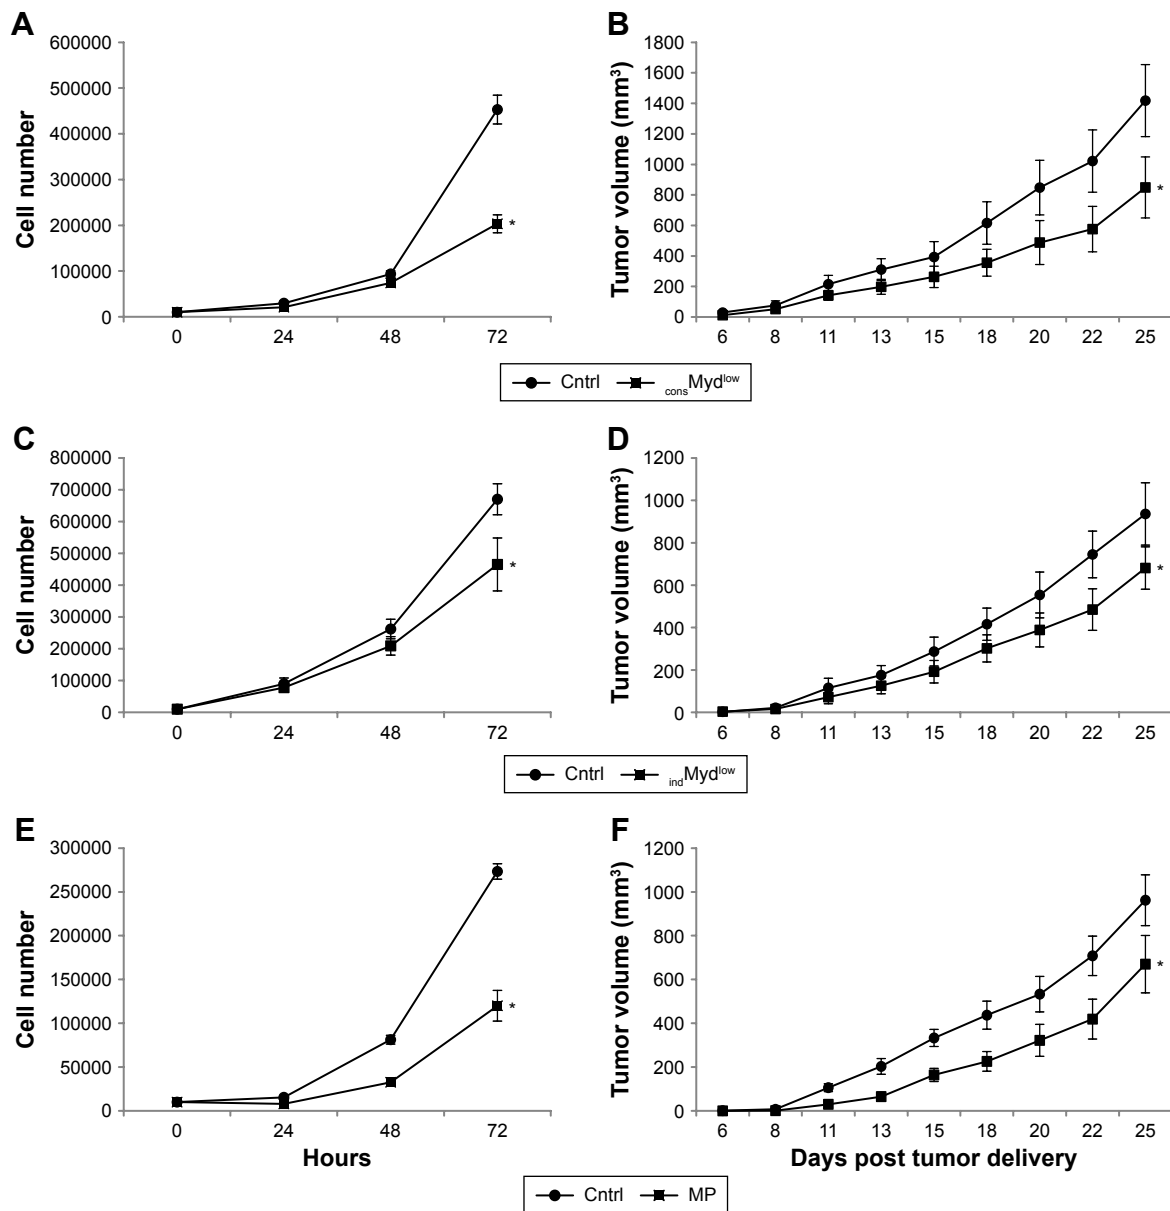 A
Cell number
600000
500000
400000
300000
200000
100000
0
0 24 48 72
*
B
Tumor volume (mm³)
1800
1600
1400
1200
1000
800
600
400
200
0
6 8 11 13 15 18 20 22 25
*
Cntrl consMydlow
C
Cell number
800000
700000
600000
500000
400000
300000
200000
100000
0
0 24 48 72
*
D
Tumor volume (mm³)
1200
1000
800
600
400
200
0
6 8 11 13 15 18 20 22 25
*
Cntrl indMydlow
E
Cell number
300000
250000
200000
150000
100000
50000
0
0 24 48 72
*
Hours
F
Tumor volume (mm³)
1200
1000
800
600
400
200
0
6 8 11 13 15 18 20 22 25
*
Days post tumor delivery
Cntrl MP